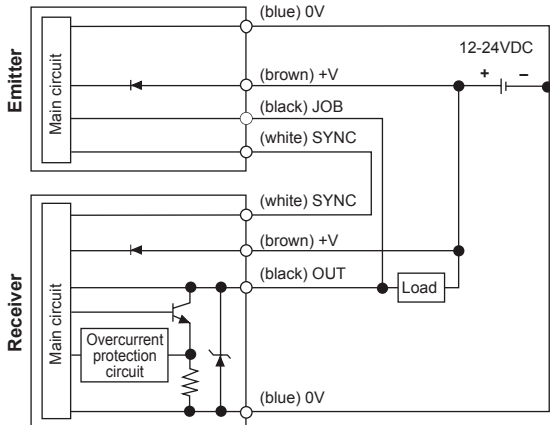 (blue) 0V
12-24VDC
+ −
Emitter
Main circuit
(brown) +V
(black) JOB
(white) SYNC
(white) SYNC
(brown) +V
(black) OUT
Load
Receiver
Main circuit
Overcurrent
protection
circuit
(blue) 0V